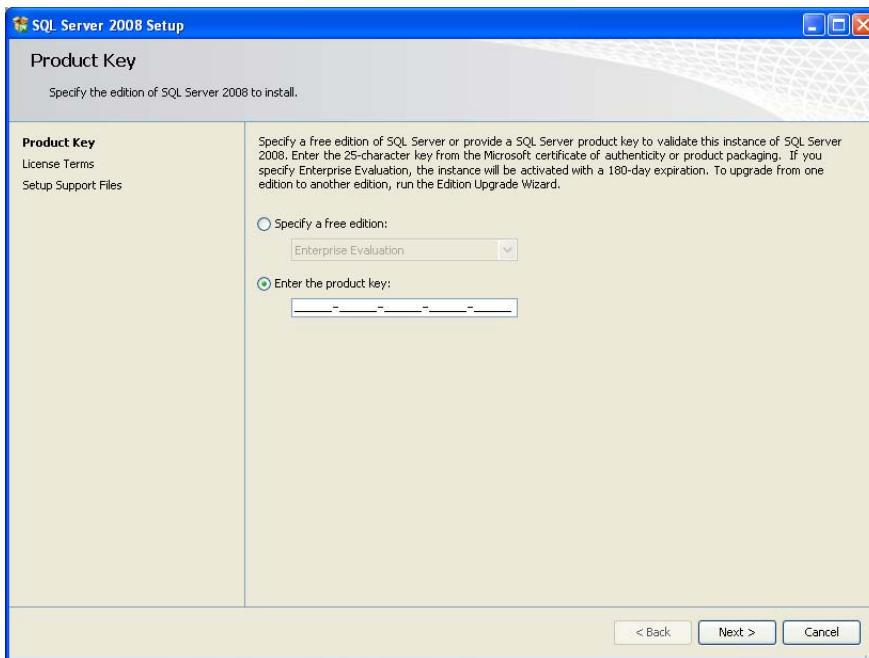 SQL Server 2008 Setup
Product Key
Specify the edition of SQL Server 2008 to install.
Product Key
License Terms
Setup Support Files
Specify a free edition of SQL Server or provide a SQL Server product key to validate this instance of SQL Server
2008. Enter the 25-character key from the Microsoft certificate of authenticity or product packaging.  If you
specify Enterprise Evaluation, the instance will be activated with a 180-day expiration. To upgrade from one
edition to another edition, run the Edition Upgrade Wizard.
Specify a free edition:
Enterprise Evaluation
Enter the product key:
_____-_____-_____-_____-_____
< Back
Next >
Cancel